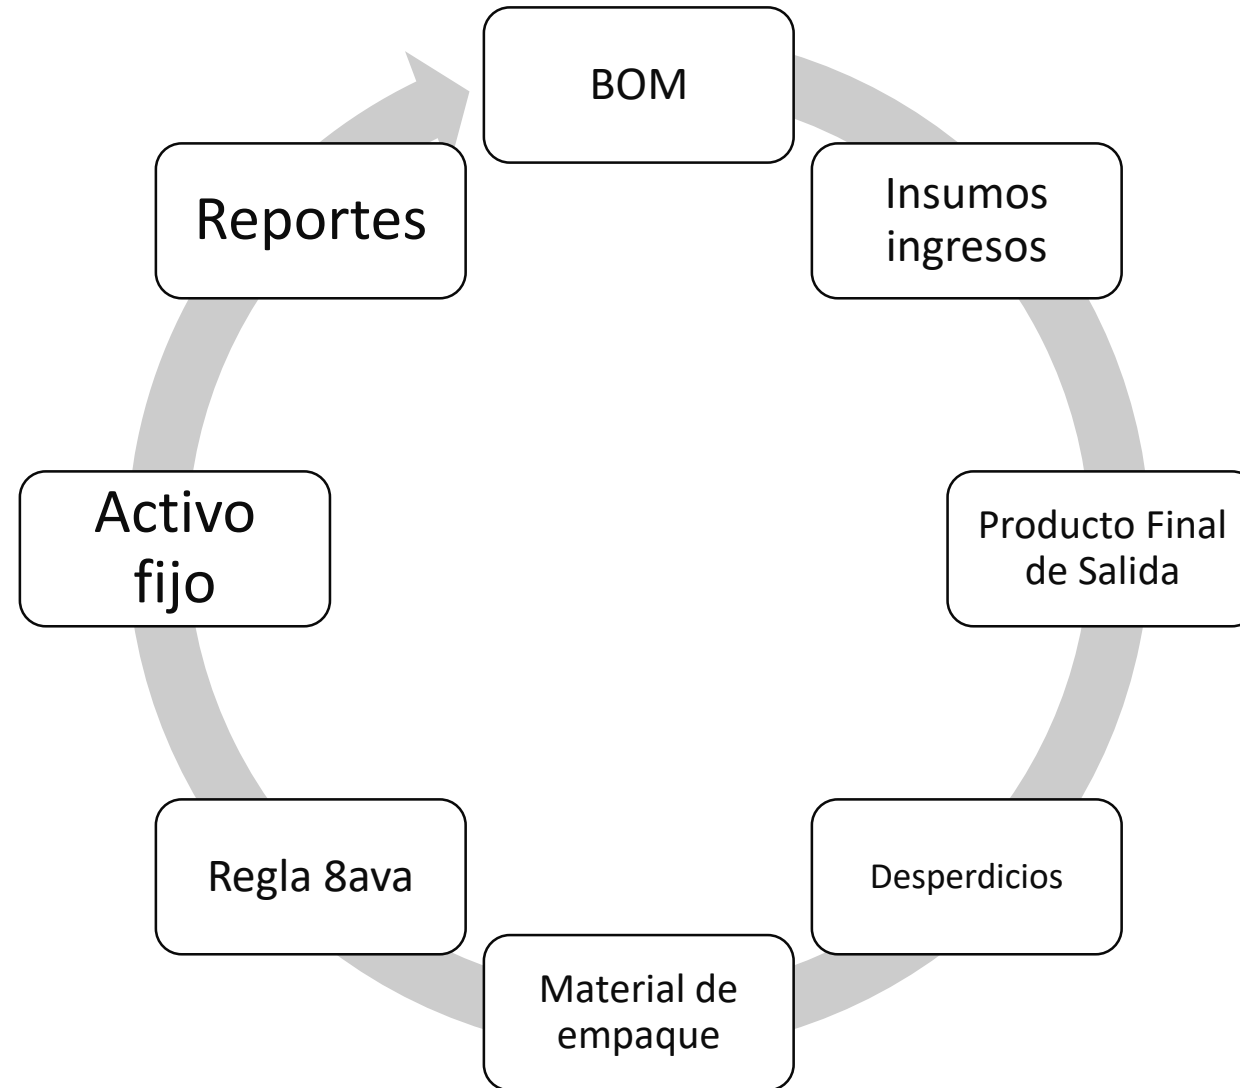 BOM
Insumos
ingresos
Producto Final
de Salida
Desperdicios
Material de
empaque
Regla 8ava
Activo
fijo
Reportes